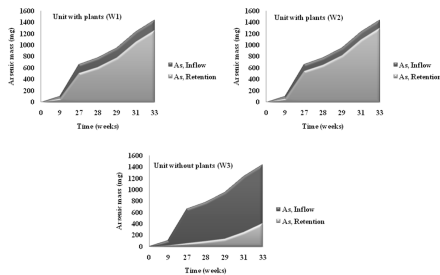 Unit with plants (W1)
Arsenic mass (mg)
1600
1400
1200
1000
800
600
400
200
0
0 9 27 28 29 31 33
Time (weeks)
As, Inflow
As, Retention
Unit with plants (W2)
Arsenic mass (mg)
1600
1400
1200
1000
800
600
400
200
0
0 9 27 28 29 31 33
Time (weeks)
As, Inflow
As, Retention
Unit without plants (W3)
Arsenic mass (mg)
1600
1400
1200
1000
800
600
400
200
0
0 9 27 28 29 31 33
Time (weeks)
As, Inflow
As, Retention